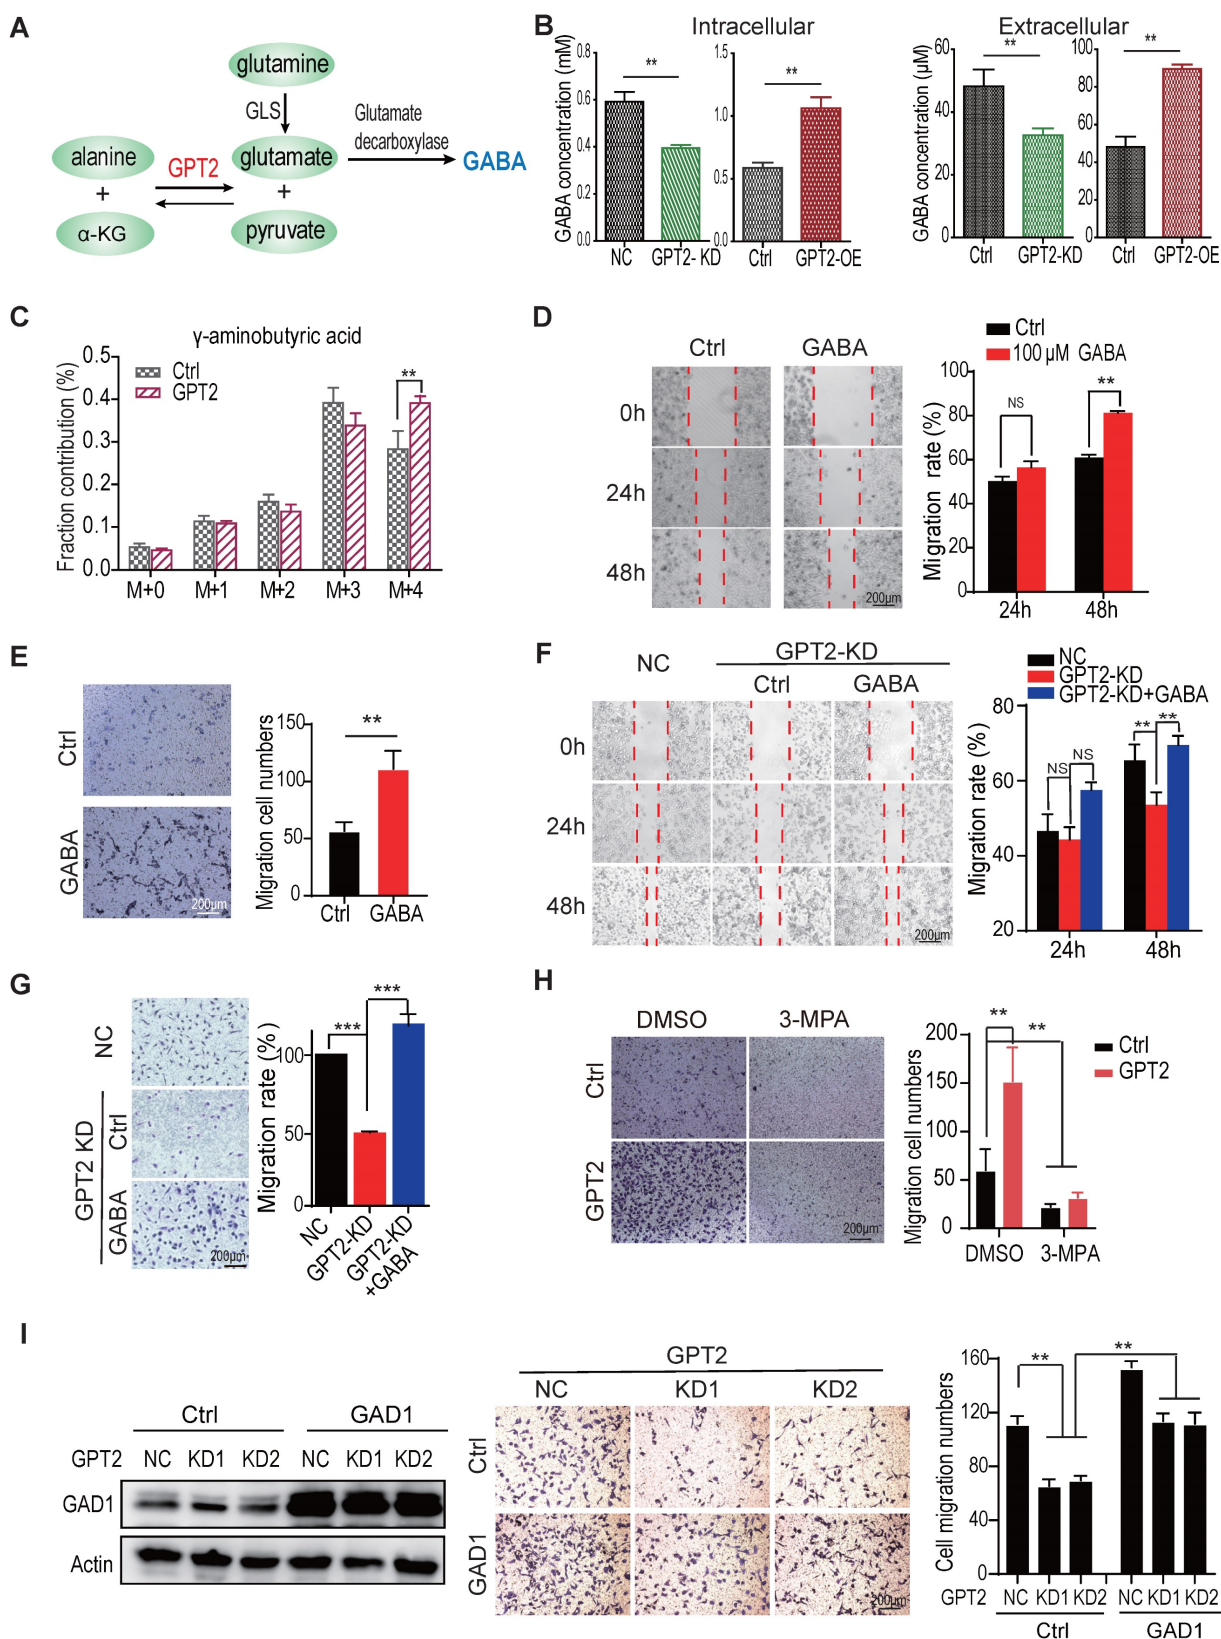 A
glutamine
GLS
Glutamate
decarboxylase
alanine
GPT2
glutamate
GABA
+
+
α-KG
pyruvate
B
Intracellular
Extracellular
GABA concentration (mM)
0.8
0.6
0.4
0.2
0.0
**
NC
GPT2- KD
1.5
1.0
0.5
0.0
**
Ctrl
GPT2-OE
GABA concentration (µM)
60
40
20
0
**
Ctrl
GPT2-KD
100
80
60
40
20
0
**
Ctrl
GPT2-OE
C
γ-aminobutyric acid
Fraction contribution (%)
0.5
0.4
0.3
0.2
0.1
0.0
Ctrl
GPT2
**
M+0
M+1
M+2
M+3
M+4
D
Ctrl
GABA
0h
24h
48h
200µm
Ctrl
100 µM GABA
Migration rate (%)
100
80
60
40
20
0
NS
**
24h
48h
E
Ctrl
GABA
200µm
Migration cell numbers
150
100
50
0
**
Ctrl
GABA
F
NC
GPT2-KD
Ctrl
GABA
0h
24h
48h
200µm
NC
GPT2-KD
GPT2-KD+GABA
Migration rate (%)
80
60
40
20
NS
NS
**
**
24h
48h
G
NC
GPT2 KD
Ctrl
GABA
200µm
Migration rate (%)
100
50
0
***
***
NC
GPT2-KD
GPT2-KD
+GABA
H
DMSO
3-MPA
Ctrl
GPT2
200µm
Migration cell numbers
200
150
100
50
0
**
**
Ctrl
GPT2
DMSO
3-MPA
I
Ctrl
GAD1
GPT2
NC
KD1
KD2
NC
KD1
KD2
GAD1
Actin
GPT2
NC
KD1
KD2
Ctrl
GAD1
200µm
Cell migration numbers
160
120
80
40
0
**
**
GPT2
NC KD1 KD2
NC KD1 KD2
Ctrl
GAD1